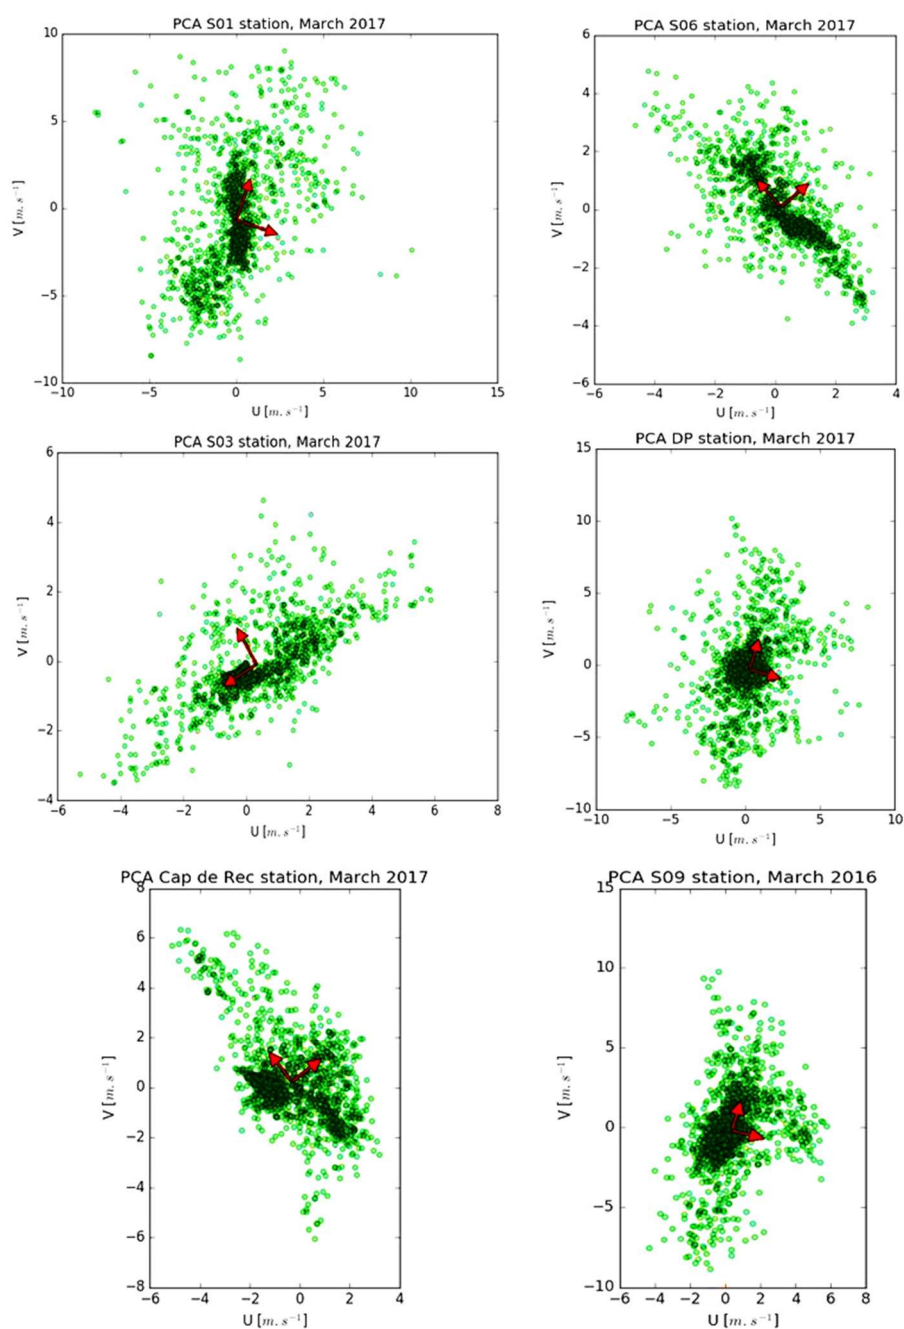 PCA S01 station, March 2017
10
5
0
−5
−10
V [m. s⁻¹]
−10 −5 0 5 10 15
U [m. s⁻¹]
PCA S06 station, March 2017
6
4
2
0
−2
−4
−6
V [m. s⁻¹]
−6 −4 −2 0 2 4
U [m. s⁻¹]
PCA S03 station, March 2017
6
4
2
0
−2
−4
V [m. s⁻¹]
−6 −4 −2 0 2 4 6 8
U [m. s⁻¹]
PCA DP station, March 2017
15
10
5
0
−5
−10
V [m. s⁻¹]
−10 −5 0 5 10
U [m. s⁻¹]
PCA Cap de Rec station, March 2017
8
6
4
2
0
−2
−4
−6
−8
V [m. s⁻¹]
−6 −4 −2 0 2 4
U [m. s⁻¹]
PCA S09 station, March 2016
15
10
5
0
−5
−10
V [m. s⁻¹]
−6 −4 −2 0 2 4 6 8
U [m. s⁻¹]